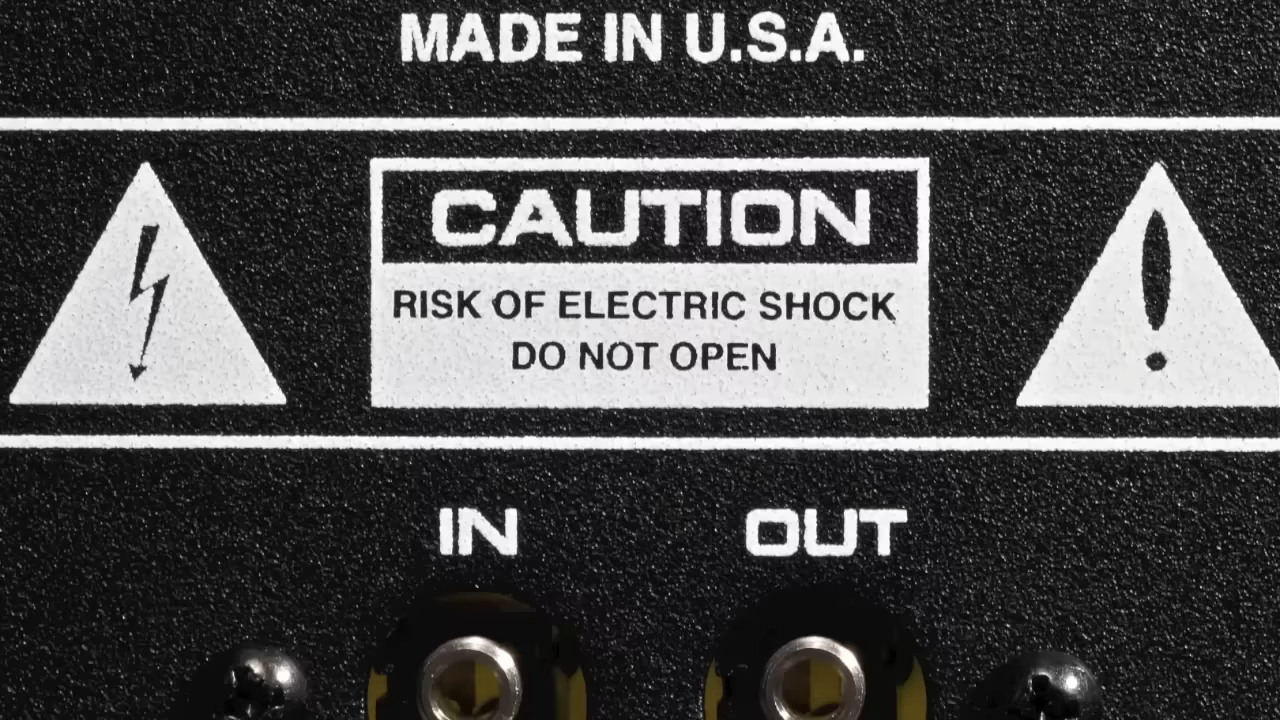 MADE IN U.S.A.
CAUTION
RISK OF ELECTRIC SHOCK
DO NOT OPEN
IN OUT